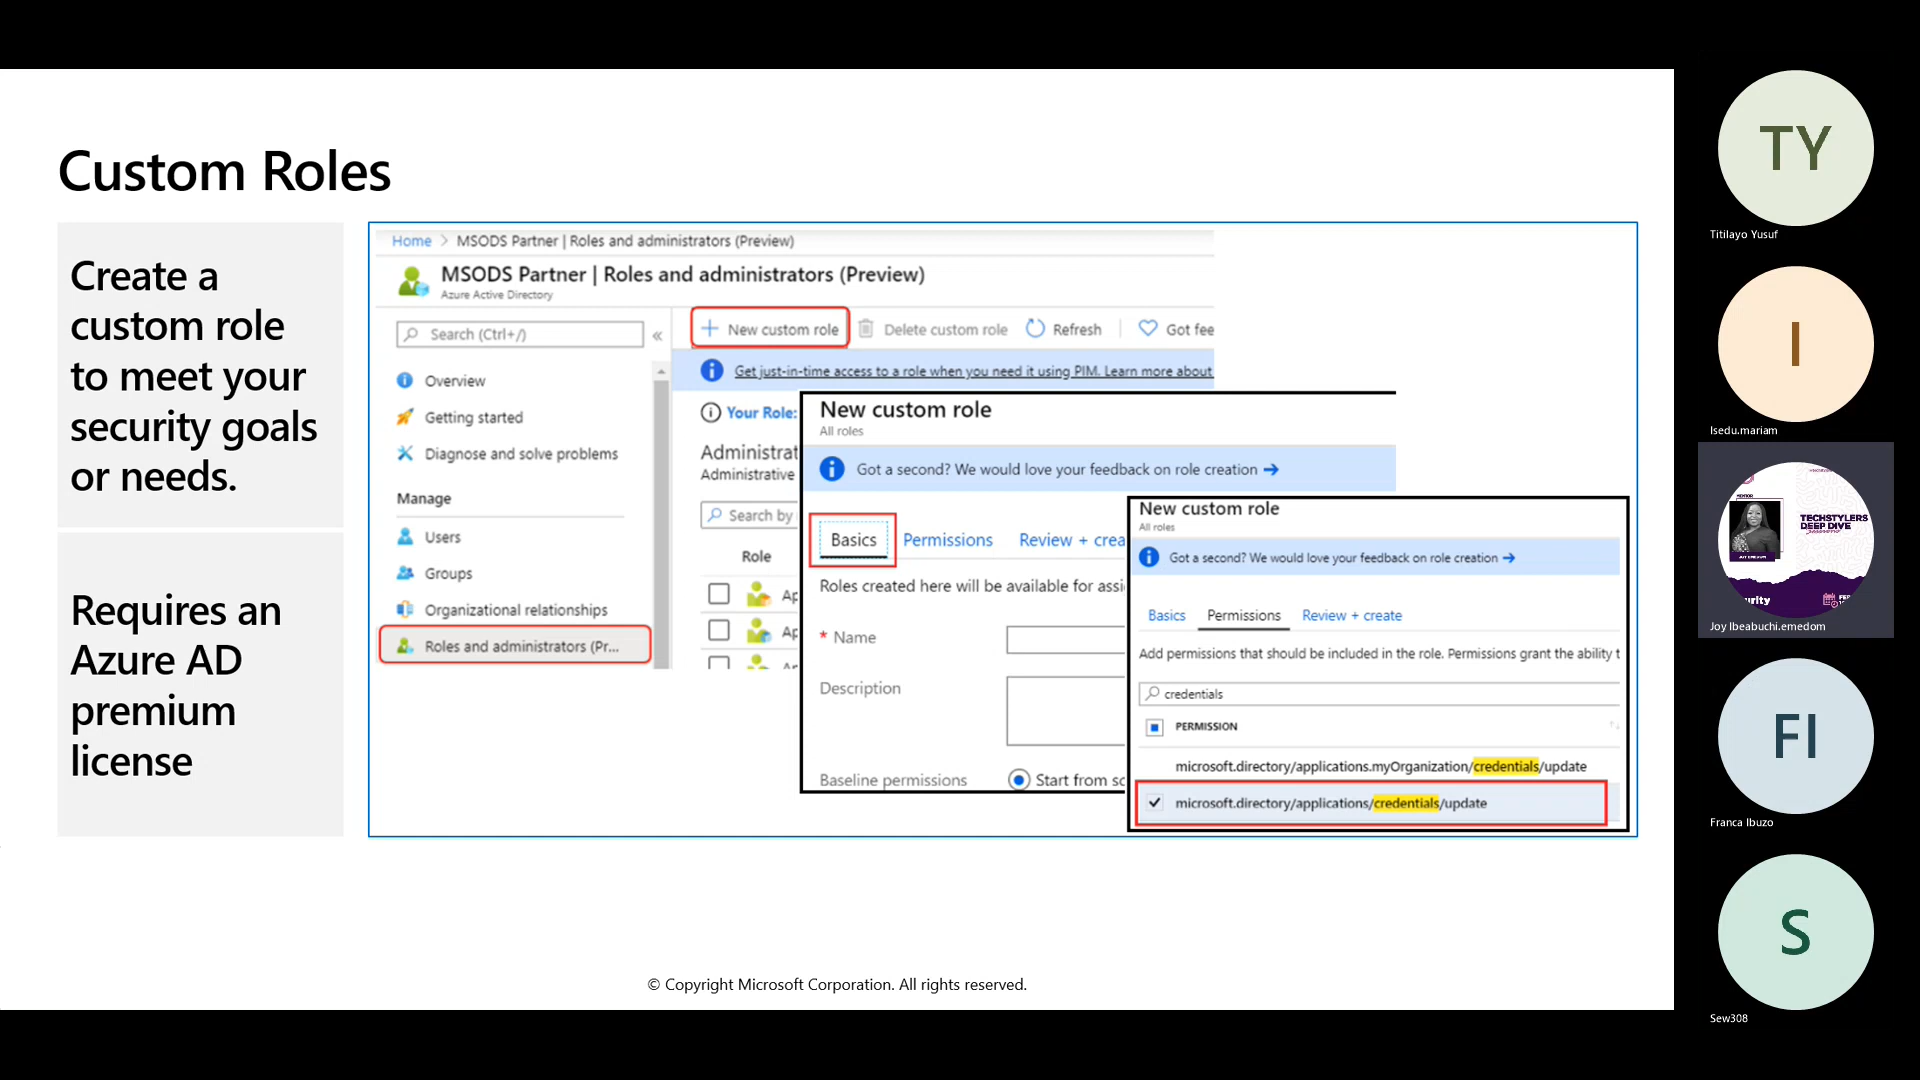 Custom Roles
Create a
custom role
to meet your
security goals
or needs.
Requires an
Azure AD
premium
license
Home > MSODS Partner | Roles and administrators (Preview)
MSODS Partner | Roles and administrators (Preview)
Azure Active Directory
Search (Ctrl+/)
«
Overview
Getting started
Diagnose and solve problems
Manage
Users
Groups
Organizational relationships
Roles and administrators (Pr...
+ New custom role
Delete custom role
Refresh
Got fee
Get just-in-time access to a role when you need it using PIM. Learn more about
Your Role:
Administrat
Administrative
Search by
Role
Ap
Ap
New custom role
All roles
Got a second? We would love your feedback on role creation →
Basics
Permissions
Review + crea
Roles created here will be available for assi
* Name
Description
Baseline permissions
Start from sc
New custom role
All roles
Got a second? We would love your feedback on role creation →
Basics
Permissions
Review + create
Add permissions that should be included in the role. Permissions grant the ability t
credentials
PERMISSION
microsoft.directory/applications.myOrganization/credentials/update
microsoft.directory/applications/credentials/update
© Copyright Microsoft Corporation. All rights reserved.
TY
Titilayo Yusuf
I
Isedu.mariam
MENTOR
TECHSTYLERS
DEEP DIVE
urity
FEB
Joy Ibeabuchi.emedom
FI
Franca Ibuzo
S
Sew308